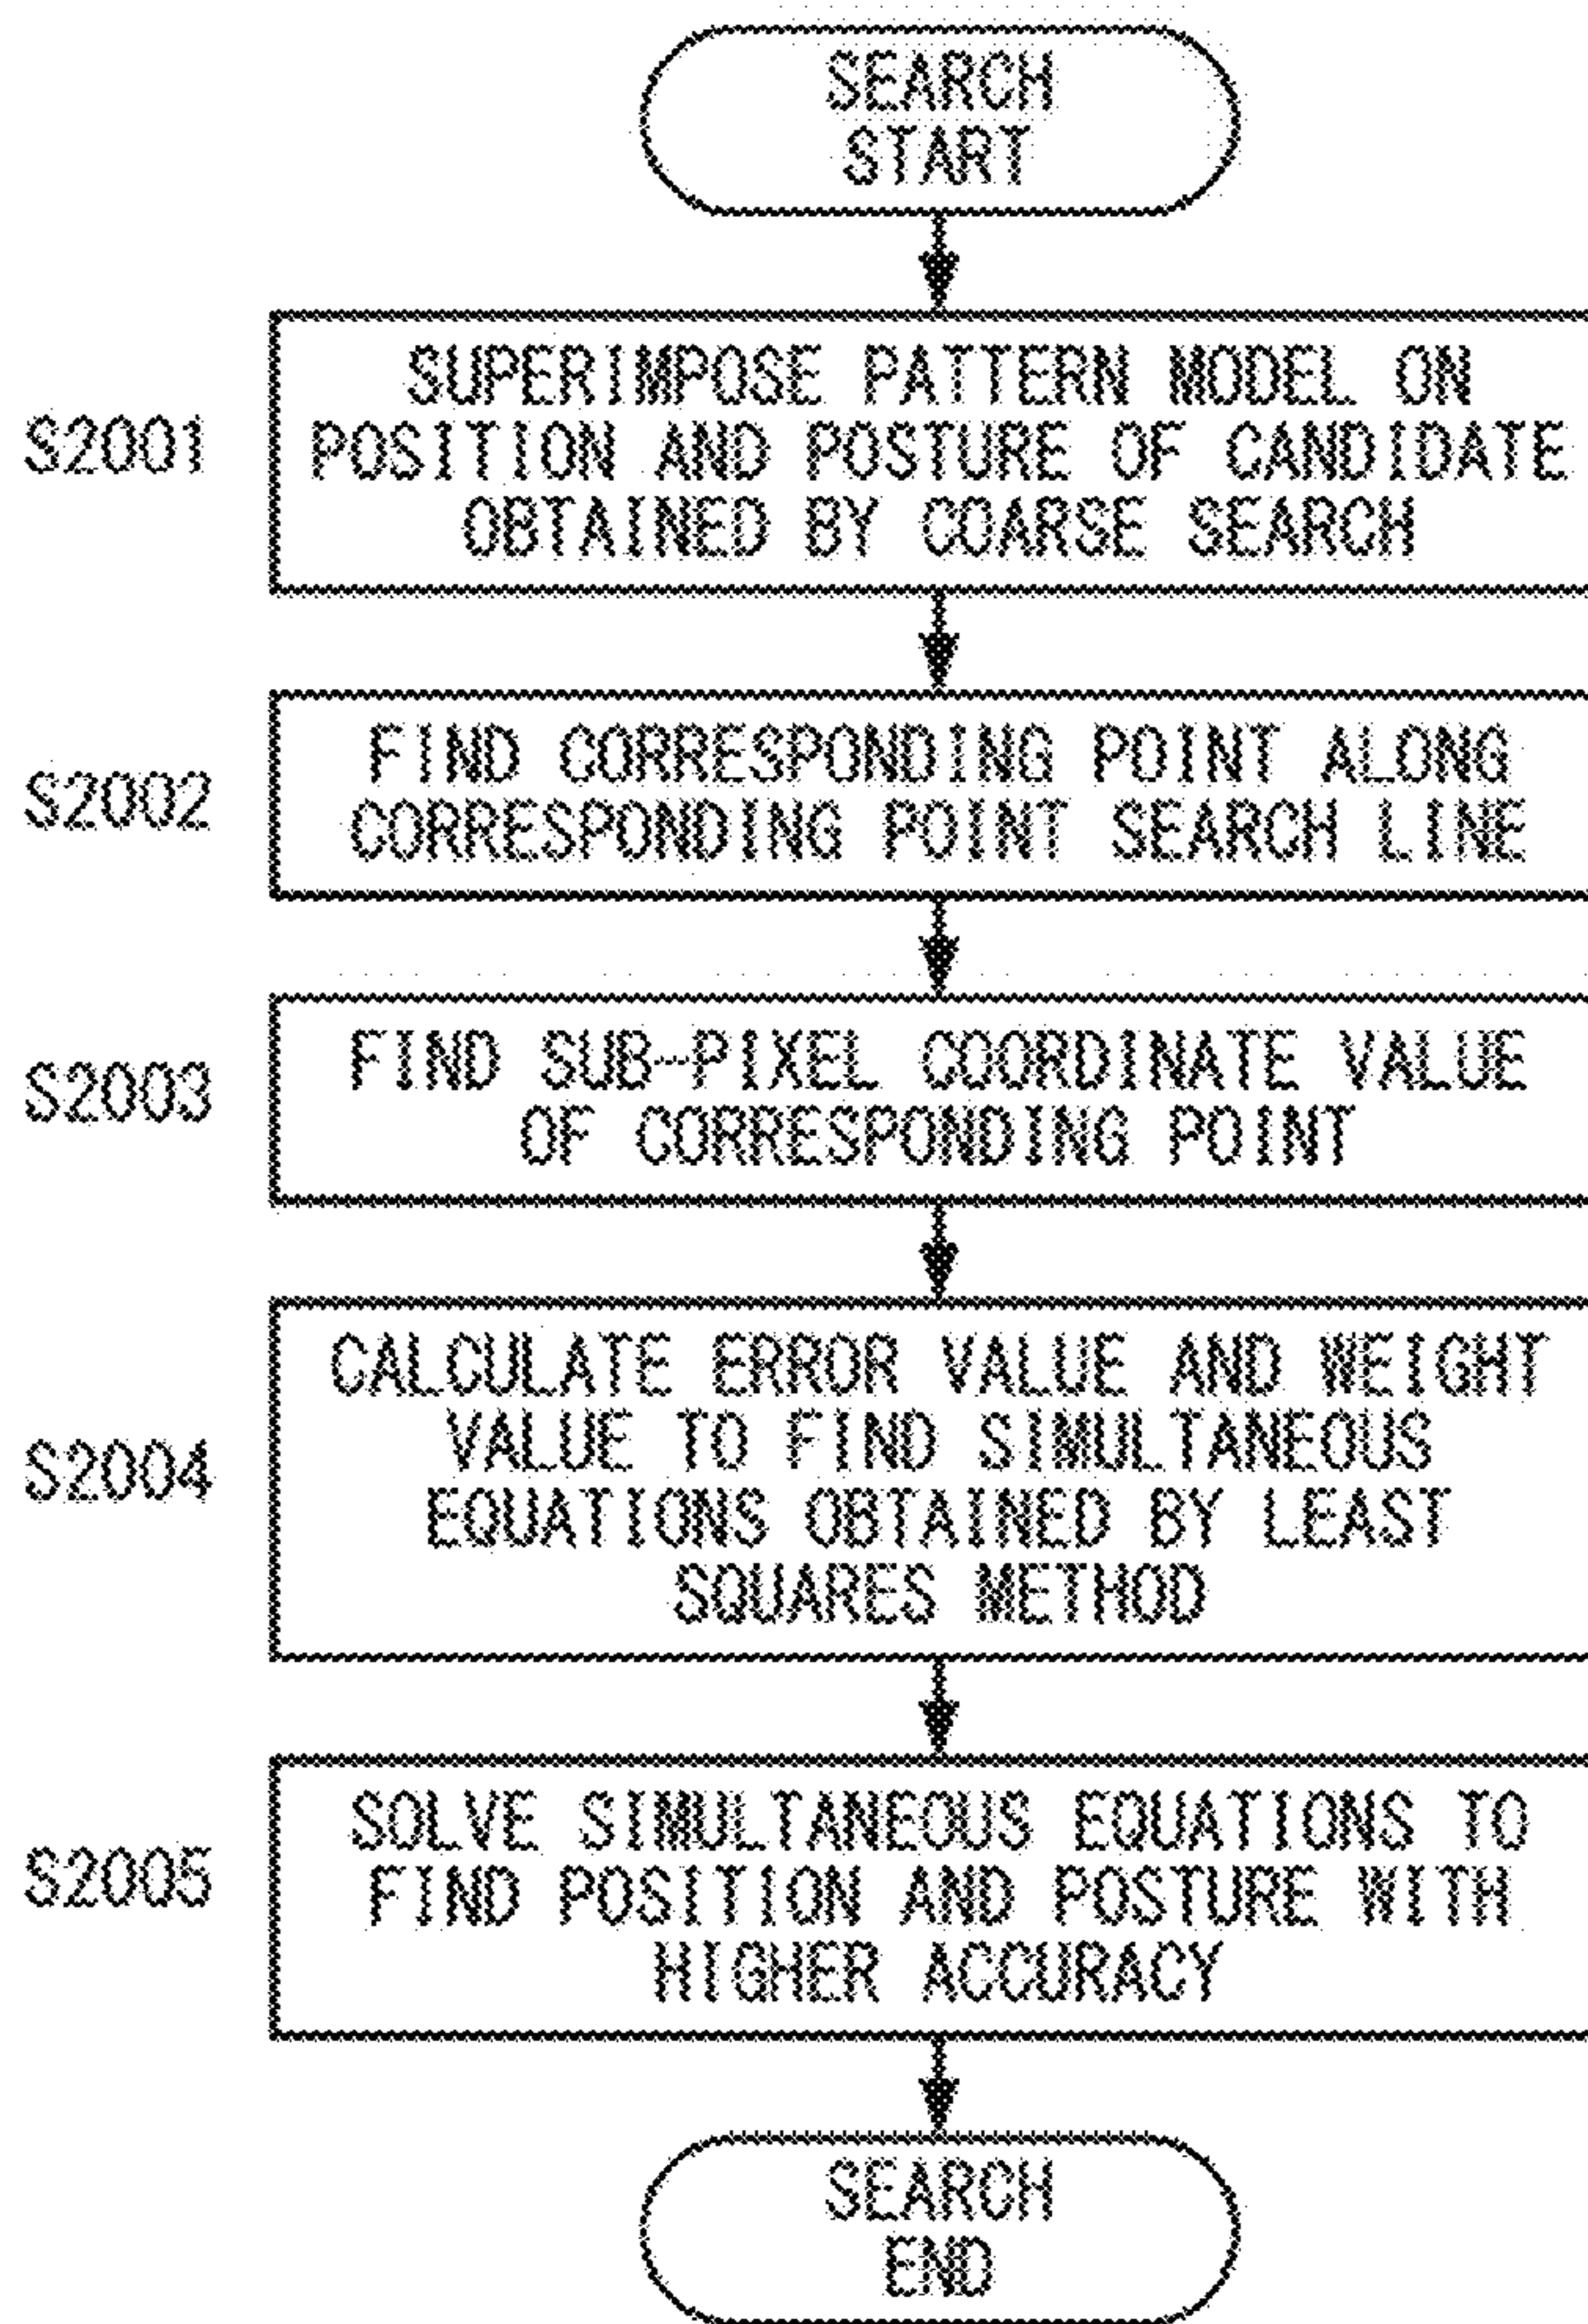 SEARCH
START
S2001
SUPERIMPOSE PATTERN MODEL ON
POSITION AND POSTURE OF CANDIDATE
OBTAINED BY COARSE SEARCH
S2002
FIND CORRESPONDING POINT ALONG
CORRESPONDING POINT SEARCH LINE
S2003
FIND SUB-PIXEL COORDINATE VALUE
OF CORRESPONDING POINT
S2004
CALCULATE ERROR VALUE AND WEIGHT
VALUE TO FIND SIMULTANEOUS
EQUATIONS OBTAINED BY LEAST
SQUARES METHOD
S2005
SOLVE SIMULTANEOUS EQUATIONS TO
FIND POSITION AND POSTURE WITH
HIGHER ACCURACY
SEARCH
END